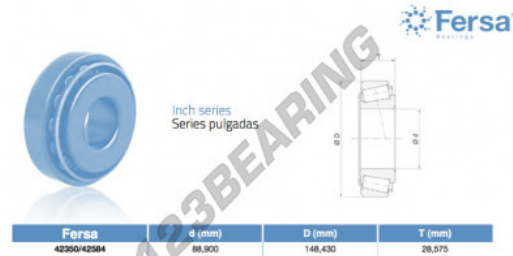 Fersa
Bearings
Inch series
Series pulgadas
Ø D
Ø d
123BEARING
Fersa d (mm) D (mm) T (mm)
42350/42584 88,900 148,430 28,575